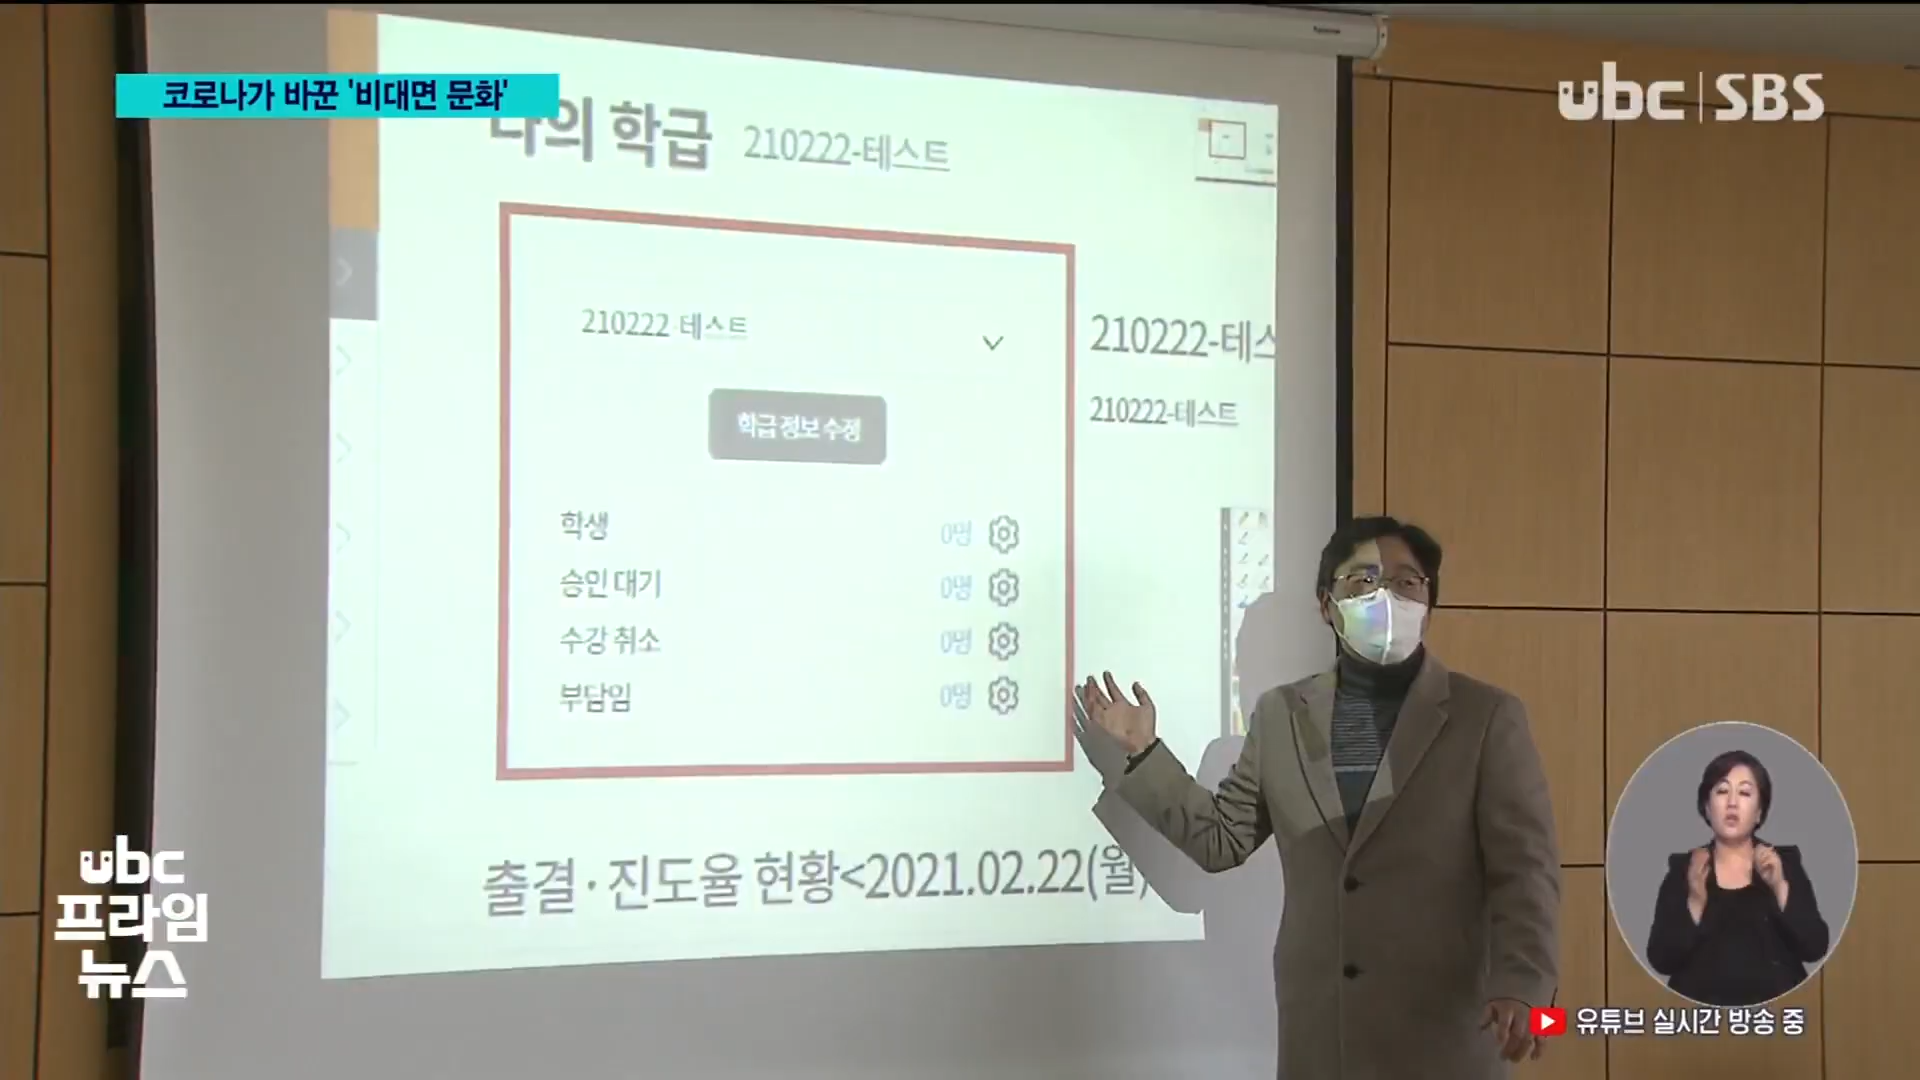 코로나가 바꾼 '비대면 문화'
ubc SBS
나의 학급 210222-테스트
210222-테스트
210222-테스
학급 정보 수정
210222-테스트
학생 0명
승인 대기 0명
수강 취소 0명
부담임 0명
출결·진도율 현황<2021.02.22(월)
ubc
프라임
뉴스
유튜브 실시간 방송 중